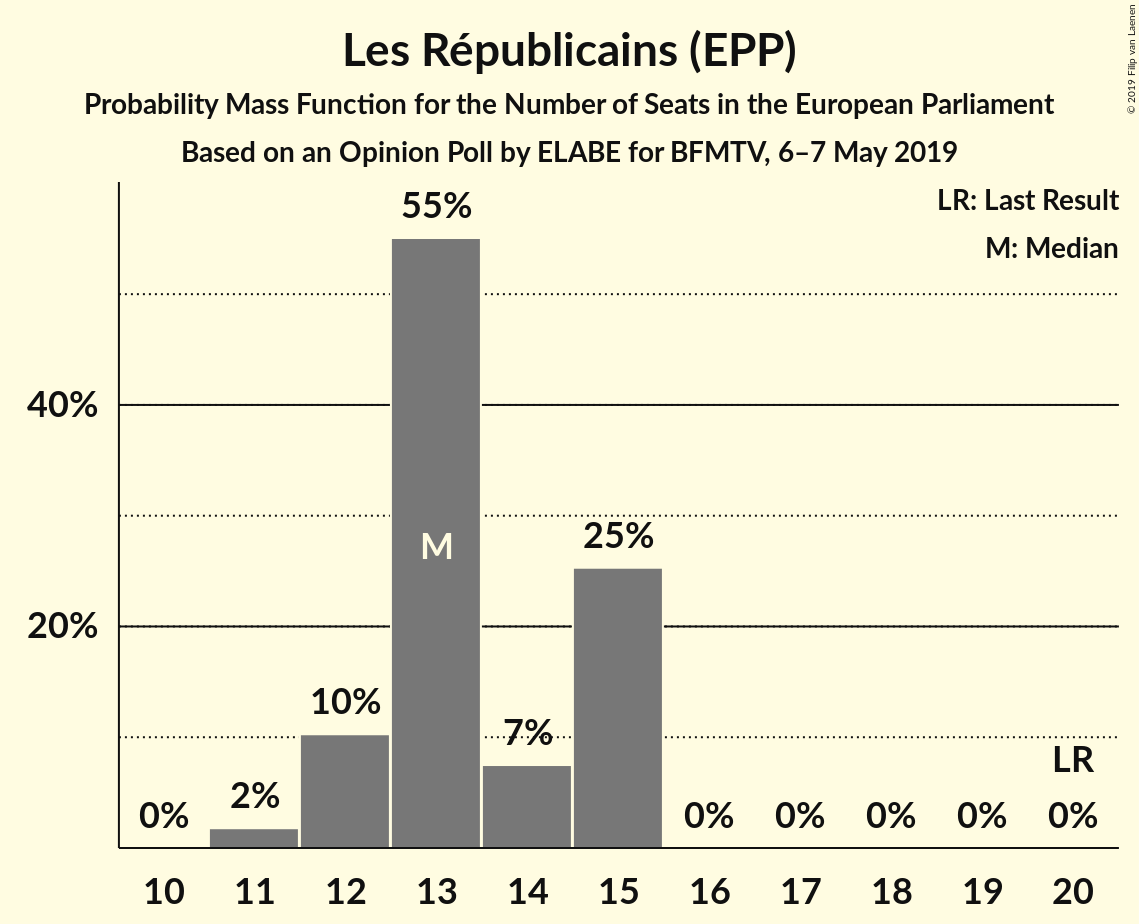 Les Républicains (EPP)
Probability Mass Function for the Number of Seats in the European Parliament
Based on an Opinion Poll by ELABE for BFMTV, 6–7 May 2019
© 2019 Filip van Laenen
LR: Last Result
M: Median
55%
40%
M
25%
20%
10%
7%
LR
0%
2%
0%
0%
0%
0%
0%
10 11 12 13 14 15 16 17 18 19 20